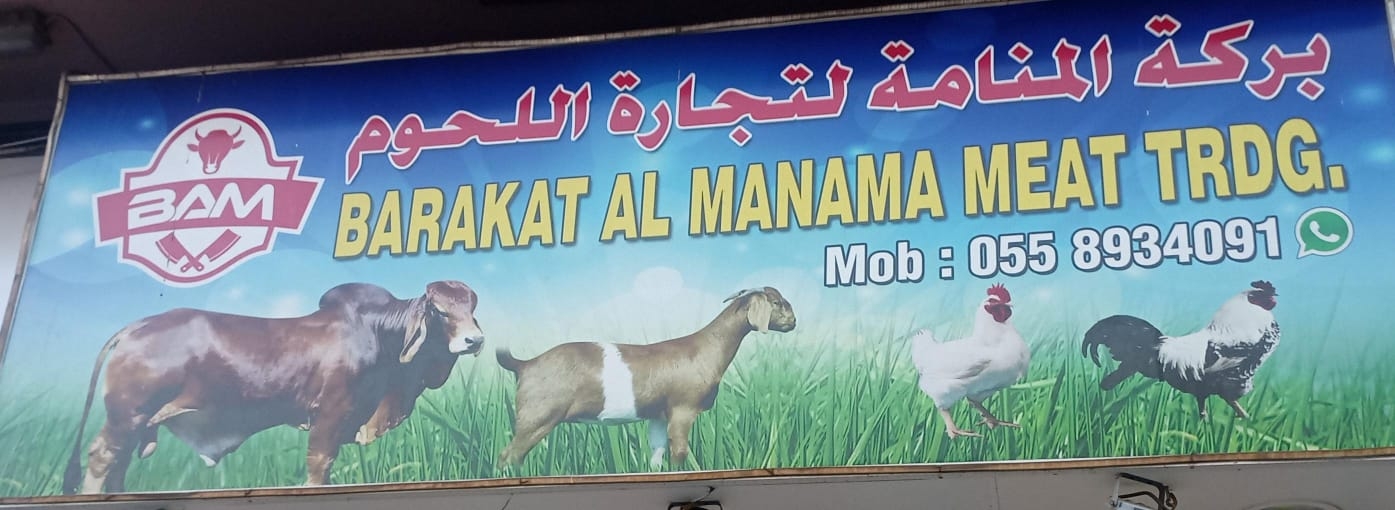 بركة المنامة لتجارة اللحوم
BAM
BARAKAT AL MANAMA MEAT TRDG.
Mob : 055 8934091